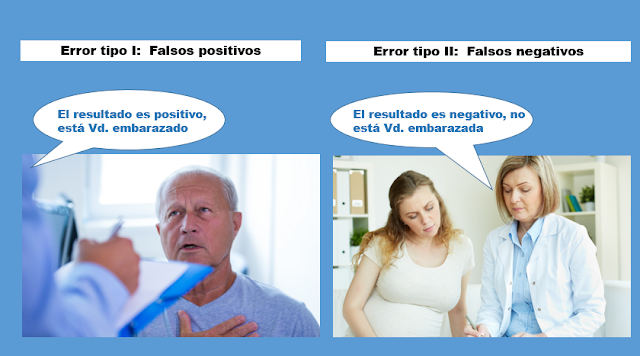 Error tipo I:  Falsos positivos
El resultado es positivo,
está Vd. embarazado
Error tipo II:  Falsos negativos
El resultado es negativo, no
está Vd. embarazada